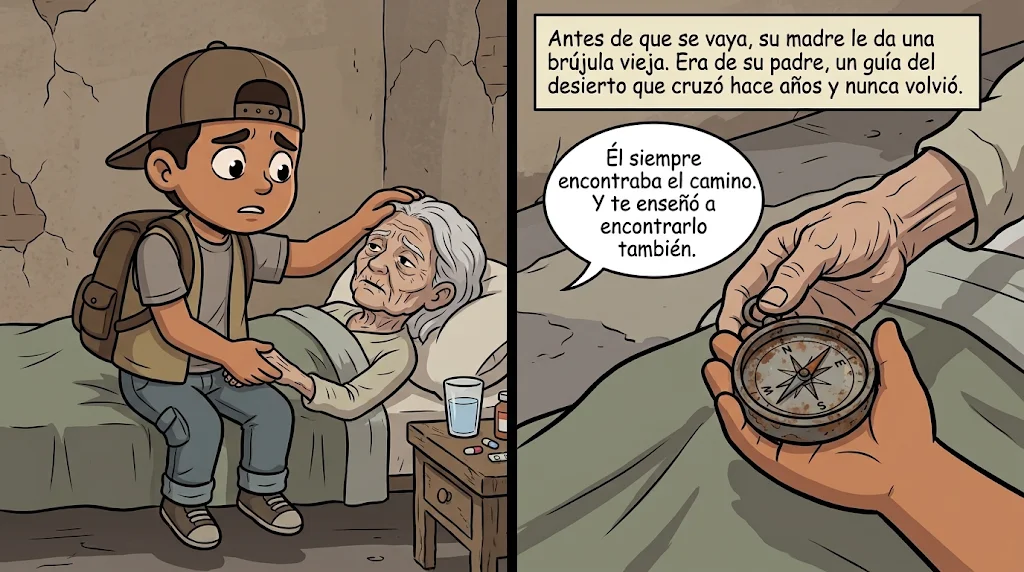 Antes de que se vaya, su madre le da una
brújula vieja. Era de su padre, un guía del
desierto que cruzó hace años y nunca volvió.
Él siempre
encontraba el camino.
Y te enseñó a
encontrarlo
también.
N
E
M
S